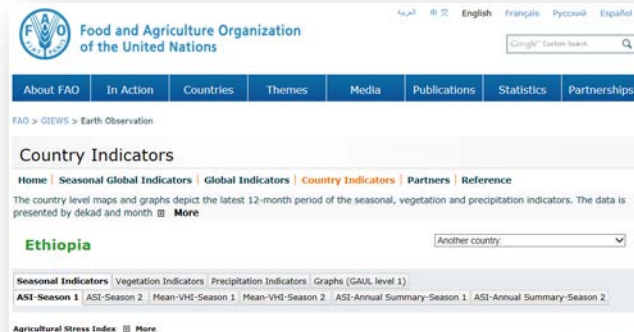 عربي 中文 English Français Русский Español
FAO FIAT PANIS
Food and Agriculture Organization
of the United Nations
Google™ Custom Search
About FAO In Action Countries Themes Media Publications Statistics Partnerships
FAO > GIEWS > Earth Observation
Country Indicators
Home | Seasonal Global Indicators | Global Indicators | Country Indicators | Partners | Reference
The country level maps and graphs depict the latest 12-month period of the seasonal, vegetation and precipitation indicators. The data is
presented by dekad and month ⊞ More
Ethiopia
Another country:
Seasonal Indicators Vegetation Indicators Precipitation Indicators Graphs (GAUL level 1)
ASI-Season 1 ASI-Season 2 Mean-VHI-Season 1 Mean-VHI-Season 2 ASI-Annual Summary-Season 1 ASI-Annual Summary-Season 2
Agricultural Stress Index ⊞ More